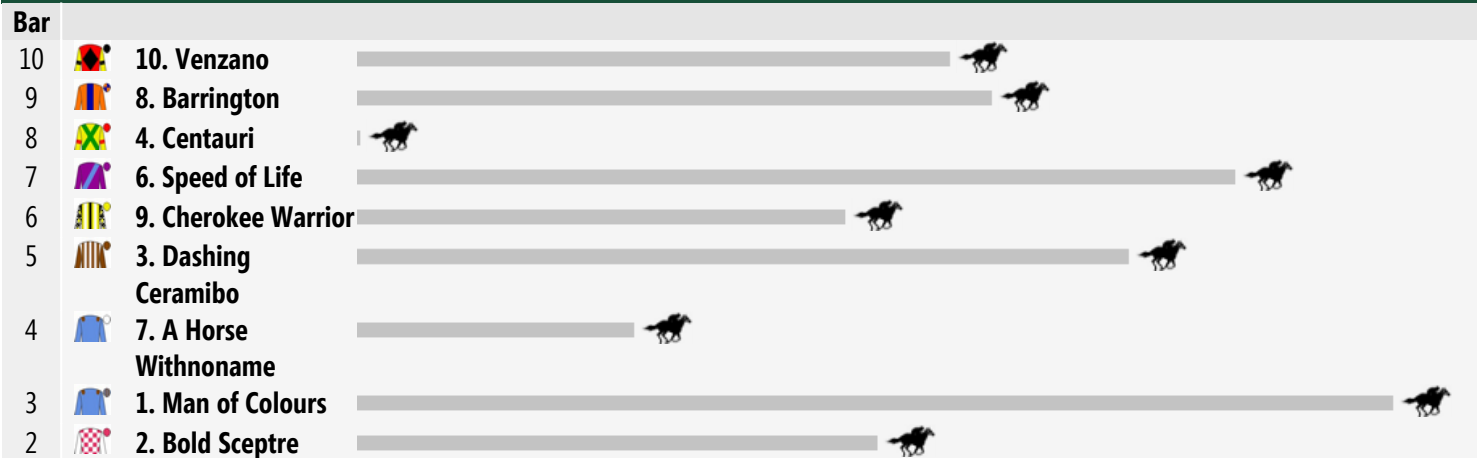 Bar
10 10. Venzano
9 8. Barrington
8 4. Centauri
7 6. Speed of Life
6 9. Cherokee Warrior
5 3. Dashing
Ceramibo
4 7. A Horse
Withnoname
3 1. Man of Colours
2 2. Bold Sceptre